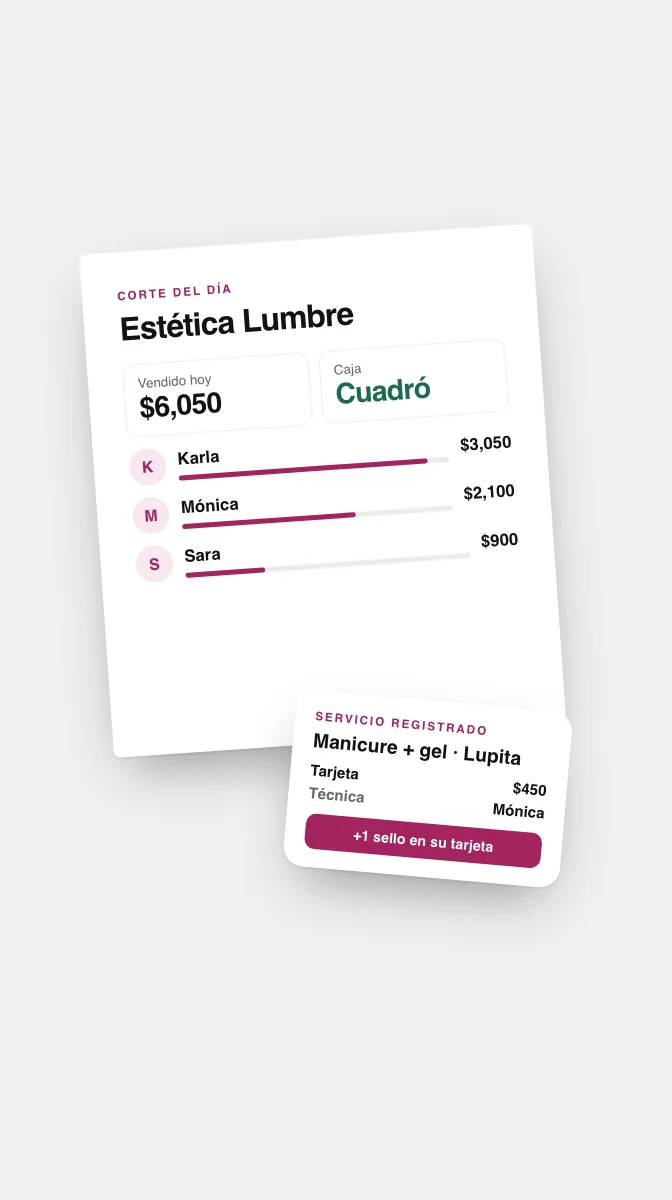 CORTE DEL DÍA
Estética Lumbre
Vendido hoy
$6,050
Caja
Cuadró
K Karla $3,050
M Mónica $2,100
S Sara $900
SERVICIO REGISTRADO
Manicure + gel · Lupita
Tarjeta $450
Técnica Mónica
+1 sello en su tarjeta